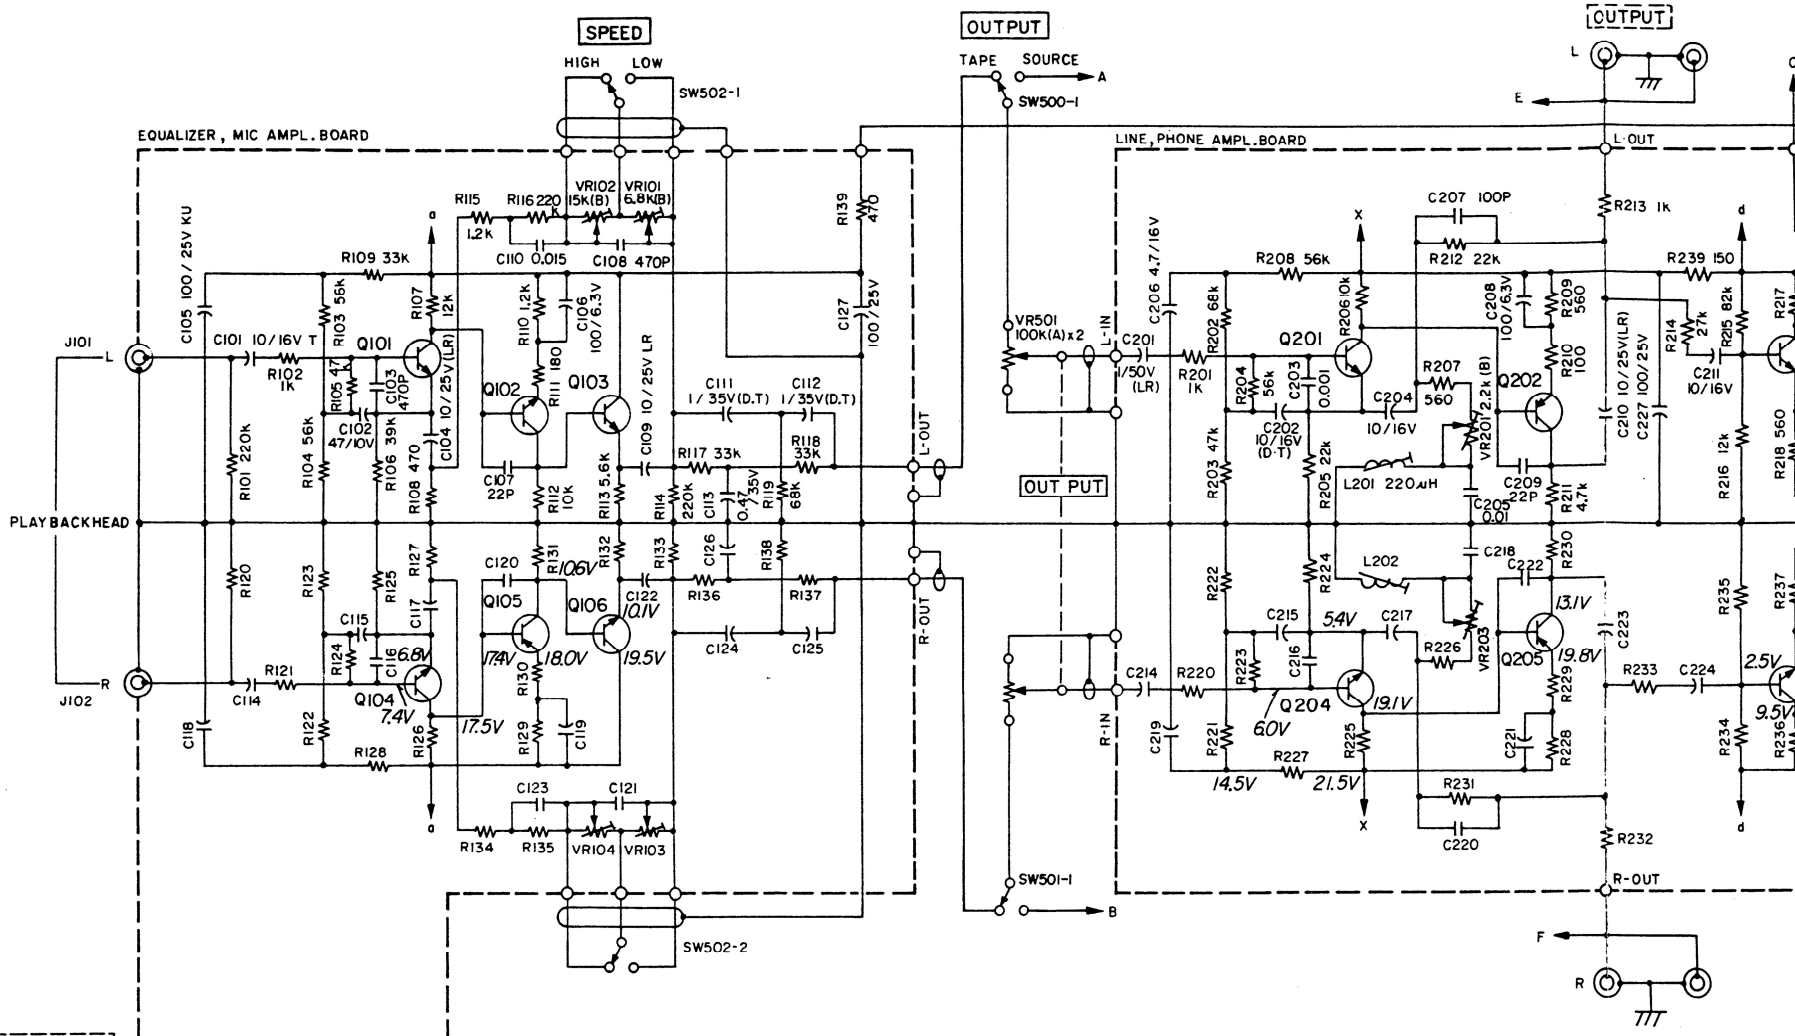 SPEED
OUTPUT
OUTPUT
HIGH LOW
SW502-1
TAPE SOURCE
A
SW500-1
L
E
EQUALIZER, MIC AMPL. BOARD
LINE, PHONE AMPL. BOARD
L-OUT
C105 100/25V KU
R115
1.2K
R116 220
K
VR102
15K(B)
VR101
6.8K(B)
R139
470
C110 0.015
C108 470P
a
R109 33K
R103 56K
R107
12K
R110 1.2K
C106
100/6.3V
C127
100/25V
J101
L
C101 10/16V T
R102
1K
Q101
R105 47K
C103
470P
C102
47/10V
C104 10/25V(LR)
Q102
R111 180
Q103
C109 10/25V LR
C111
1/35V(D.T)
C112
1/35V(D.T)
R101 220K
R104 56K
R106 39K
R108 470
C107
22P
R112
10K
R113 5.6K
R114
220K
R117 33K
C113
0.47
/35V
R118
33K
R119
68K
L-OUT
PLAYBACK HEAD
R120
R123
R125
R127
C117
C120
R131
10.6V
R132
R133
C126
R138
C122
R136
R137
R-OUT
Q105
Q106
10.1V
C115
R124
C116
6.8V
17.4V
18.0V
19.5V
R130
C124
C125
R
J102
C114
R121
Q104
7.4V
17.5V
C118
R122
R128
R126
R129
C119
a
C123
C121
R134
R135
VR104
VR103
SW502-2
VR501
100K(A)x2
L-IN
OUT PUT
R-IN
SW501-1
B
C206 4.7/16V
R208 56K
X
C207 100P
R212 22K
R213 1K
R202 68K
R206 10K
C208
100/6.3V
R209
560
R239 150
d
R217
C201
1/50V
(LR)
R201
1K
Q201
R204
56K
C203
0.001
R207
560
VR201 2.2K(B)
Q202
R210
100
R214
27K
R215 82K
C211
10/16V
C202
10/16V
(D.T)
C204
10/16V
R203 47K
R205 22K
L201 220μH
C205
0.01
C209
22P
R211
4.7K
C210 10/25V(LR)
C227 100/25V
R216 12K
R218 560
R222
R224
L202
C218
C222
R230
R235
R237
C215
5.4V
C217
13.1V
C223
R223
C216
R226
VR203
Q205
19.8V
C214
R220
Q204
6.0V
19.1V
R229
R233
C224
2.5V
9.5V
C219
R221
R227
R225
C221
R228
R234
R236
14.5V
21.5V
X
R231
C220
R232
d
R-OUT
F
R